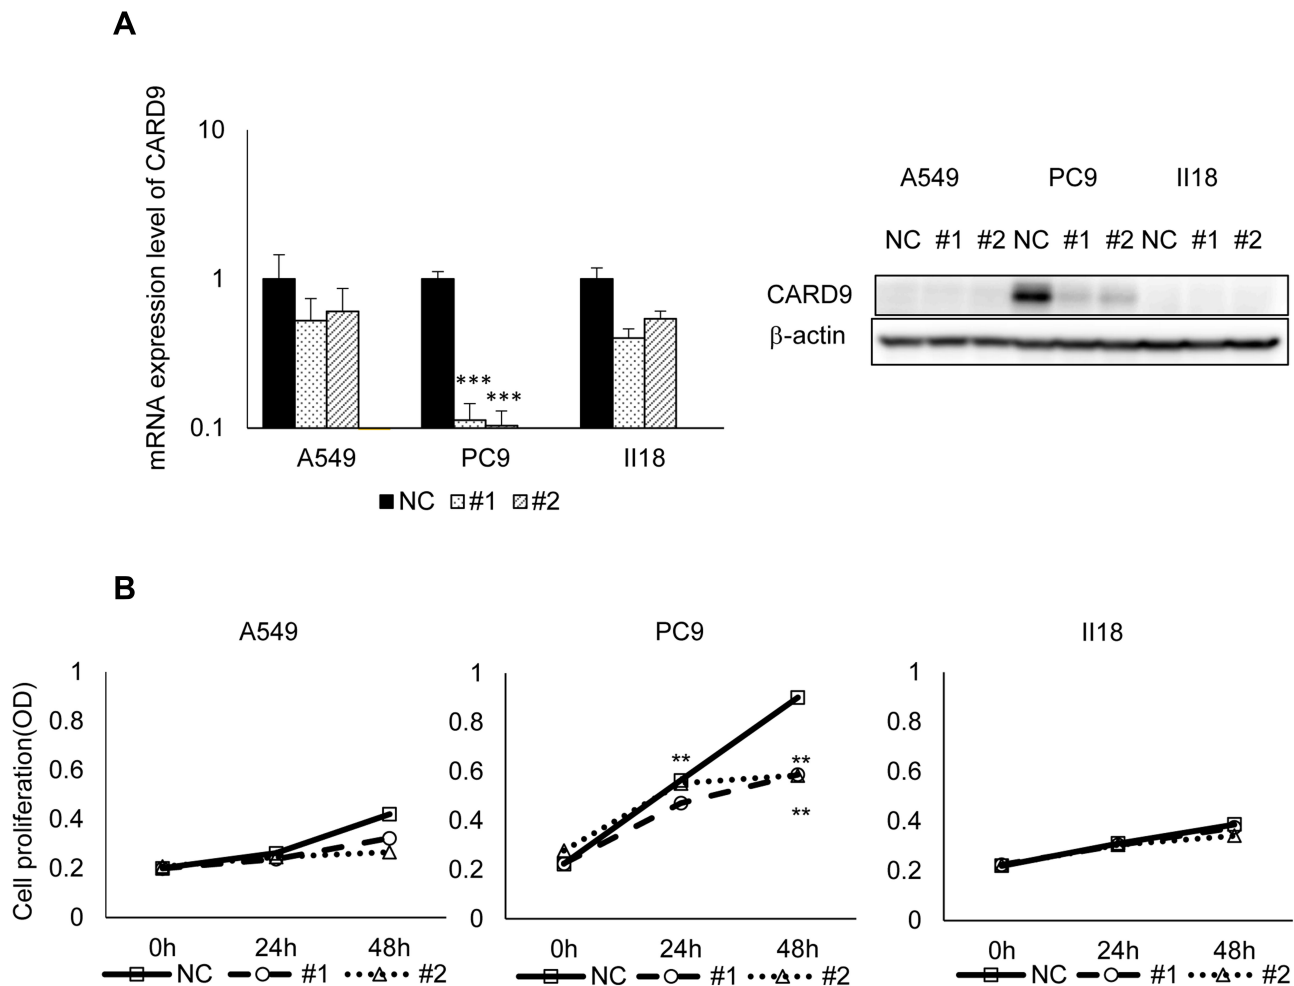 A
mRNA expression level of CARD9
10
1
0.1
*** ***
A549 PC9 II18
NC #1 #2
A549 PC9 II18
NC #1 #2 NC #1 #2 NC #1 #2
CARD9
β-actin
B
Cell proliferation(OD)
A549
1
0.8
0.6
0.4
0.2
0
0h 24h 48h
NC #1 #2
PC9
1
0.8
0.6
0.4
0.2
0
** **
**
0h 24h 48h
NC #1 #2
II18
1
0.8
0.6
0.4
0.2
0
0h 24h 48h
NC #1 #2